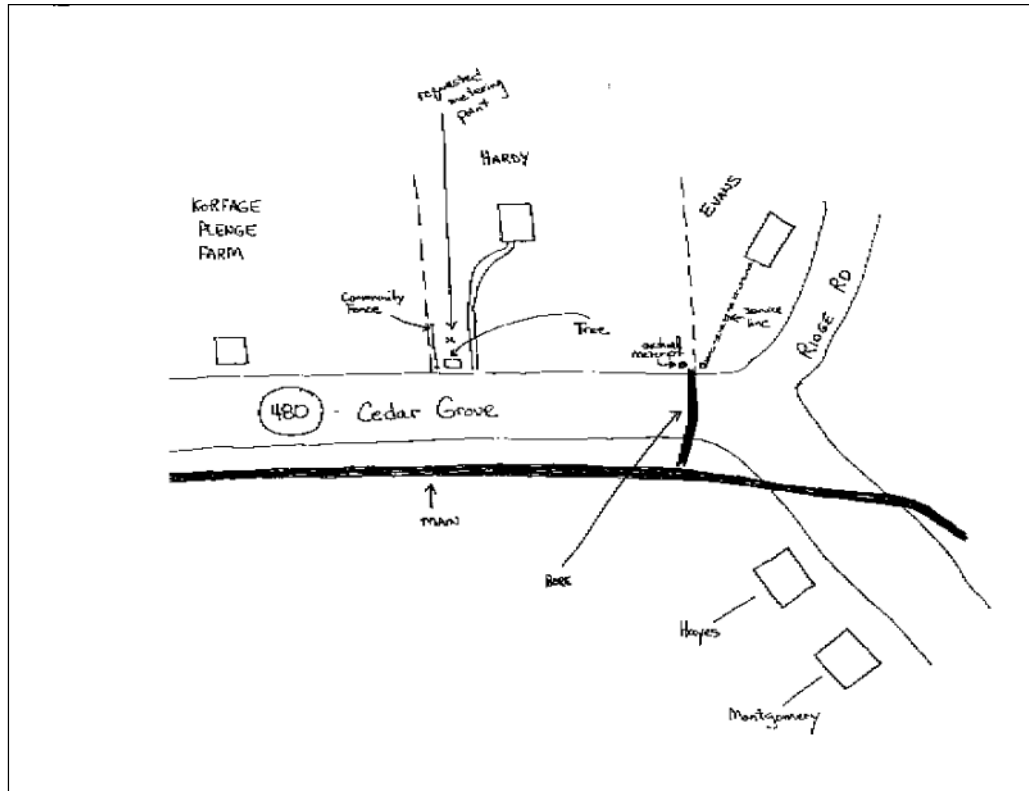 requested
metering
point
HARDY
EVANS
KORFAGE
PLENGE
FARM
RIDGE RD
Community
Fence
service
line
Tree
actual
meter pt
480 - Cedar Grove
MAIN
BORE
Hayes
Montgomery